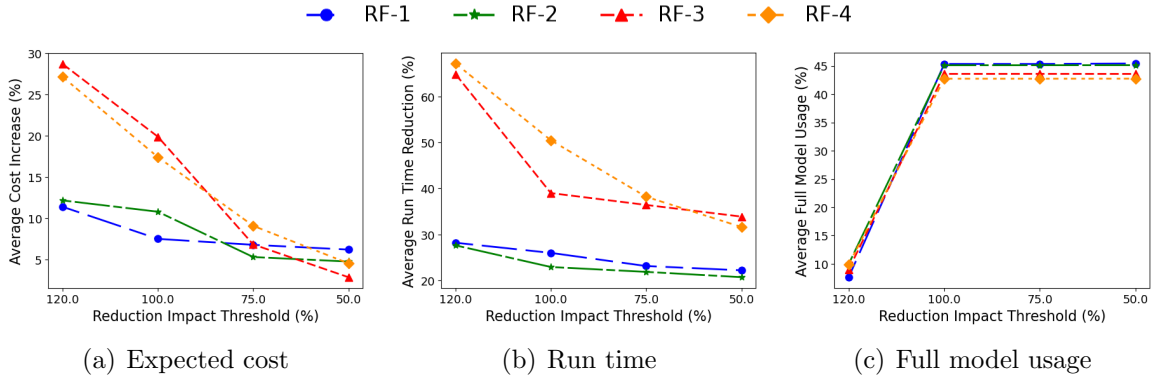 RF-1 RF-2 RF-3 RF-4
Average Cost Increase (%)
30
25
20
15
10
5
120.0 100.0 75.0 50.0
Reduction Impact Threshold (%)
(a) Expected cost
Average Run Time Reduction (%)
60
50
40
30
20
120.0 100.0 75.0 50.0
Reduction Impact Threshold (%)
(b) Run time
Average Full Model Usage (%)
45
40
35
30
25
20
15
10
120.0 100.0 75.0 50.0
Reduction Impact Threshold (%)
(c) Full model usage